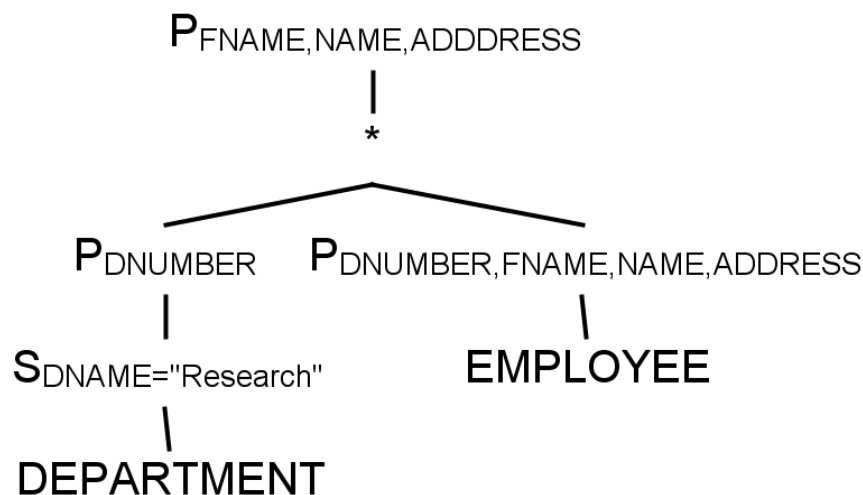 PFNAME,NAME,ADDDRESS
*
PDNUMBER PDNUMBER,FNAME,NAME,ADDRESS
SDNAME="Research" EMPLOYEE
DEPARTMENT